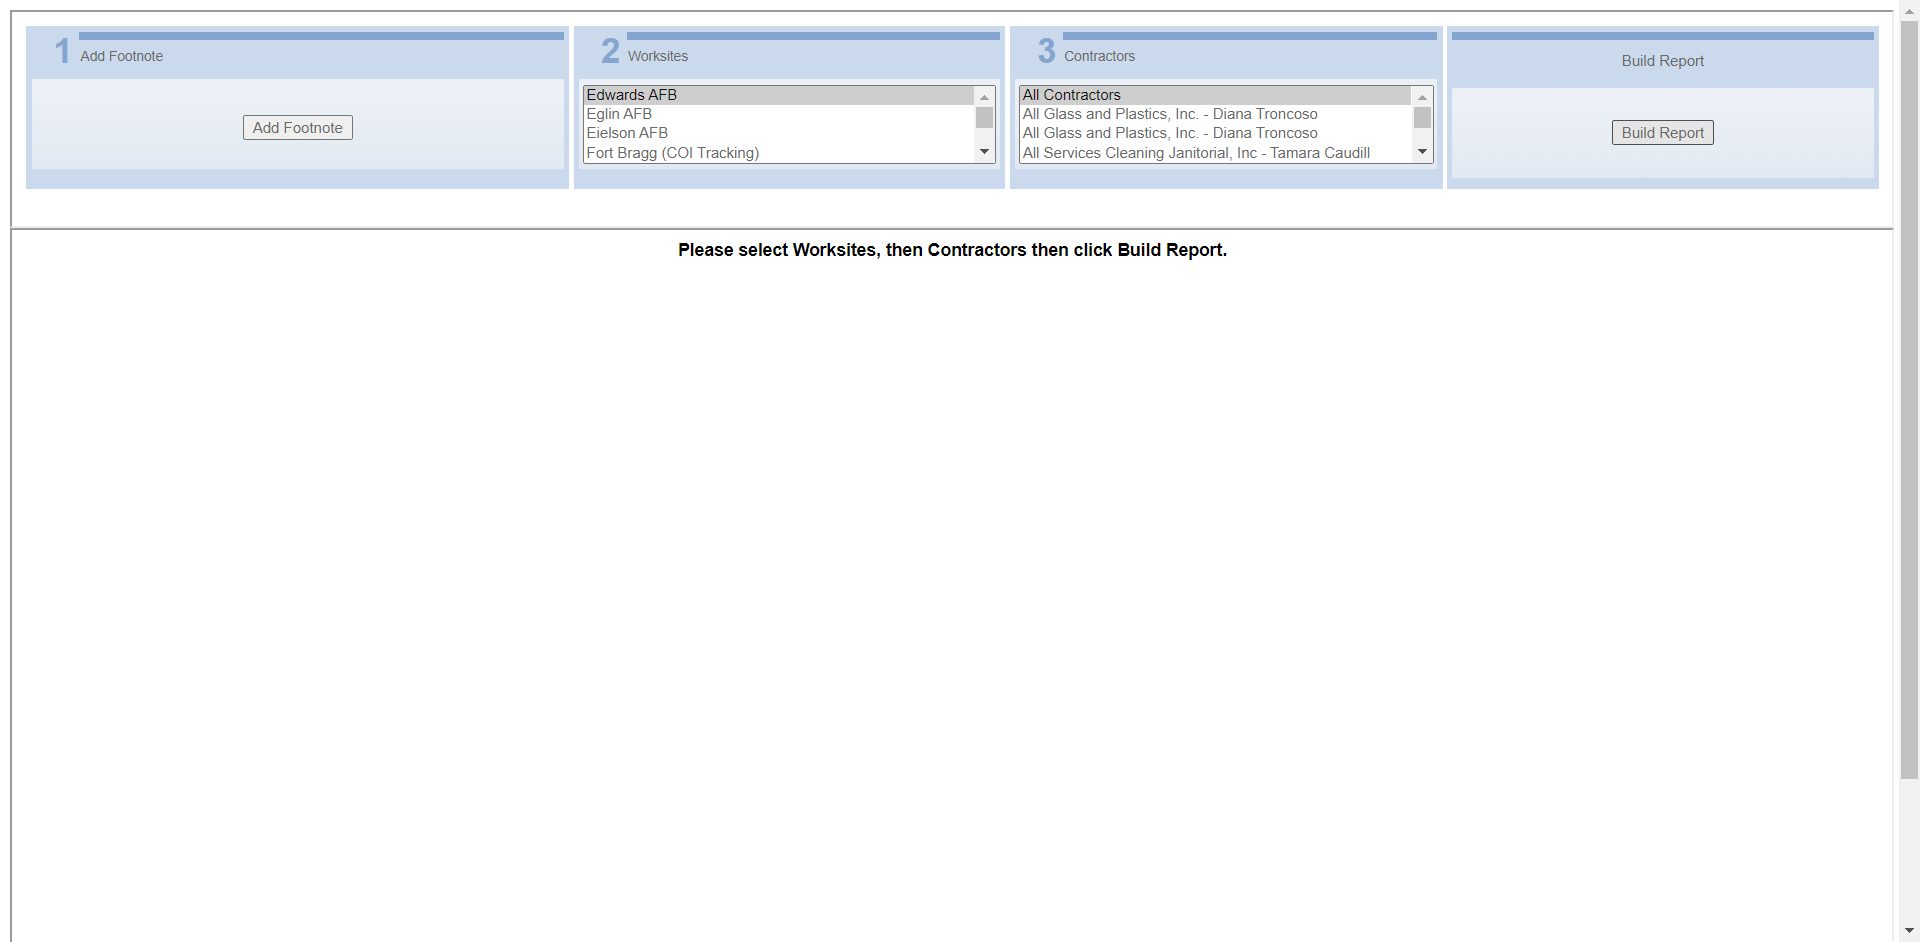 1 Add Footnote
Add Footnote
2 Worksites
Edwards AFB
Eglin AFB
Eielson AFB
Fort Bragg (COI Tracking)
3 Contractors
All Contractors
All Glass and Plastics, Inc. - Diana Troncoso
All Glass and Plastics, Inc. - Diana Troncoso
All Services Cleaning Janitorial, Inc - Tamara Caudill
Build Report
Build Report
Please select Worksites, then Contractors then click Build Report.